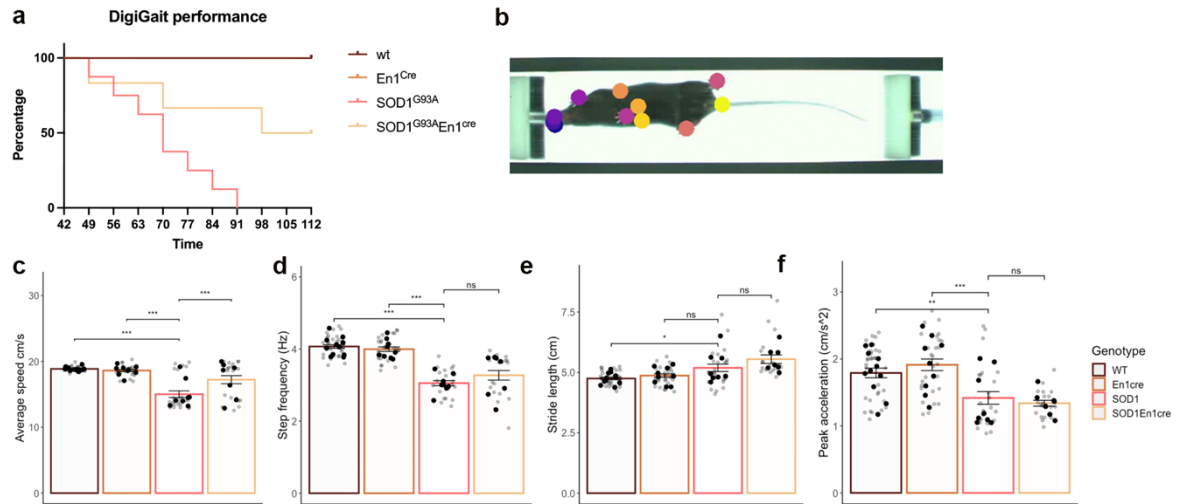 a
DigiGait performance
b
100
50
0
Percentage
42 49 56 63 70 77 84 91 98 105 112
Time
wt
En1Cre
SOD1G93A
SOD1G93AEn1cre
c
30
20
10
0
Average speed cm/s
***
***
***
d
6
4
2
0
Step frequency (Hz)
***
***
ns
e
7.5
5.0
2.5
0.0
Stride length (cm)
*
ns
ns
f
3
2
1
0
Peak acceleration (cm/s^2)
**
***
ns
Genotype
WT
En1cre
SOD1
SOD1En1cre